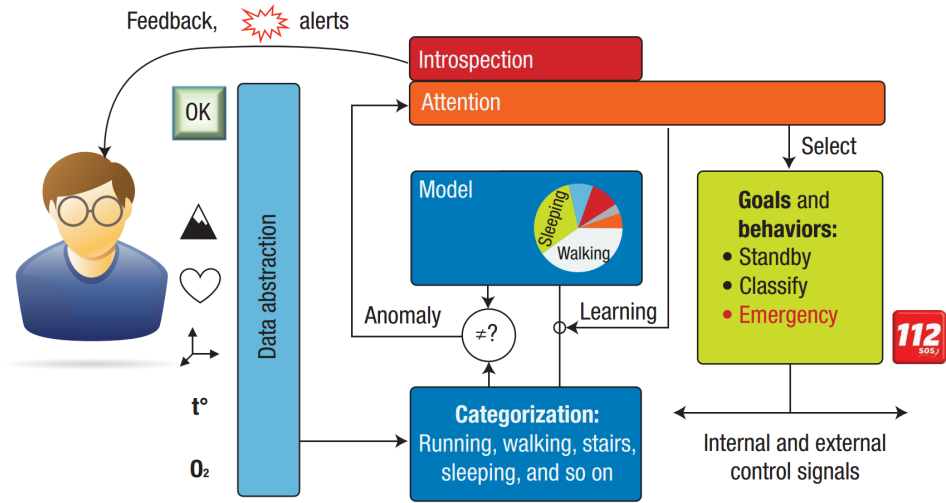 Feedback, alerts
Introspection
Attention
OK
Select
Model
Sleeping
Walking
Goals and
behaviors:
• Standby
• Classify
• Emergency
Data abstraction
Anomaly
Learning
≠?
112
SOS
t°
O₂
Categorization:
Running, walking, stairs,
sleeping, and so on
Internal and external
control signals